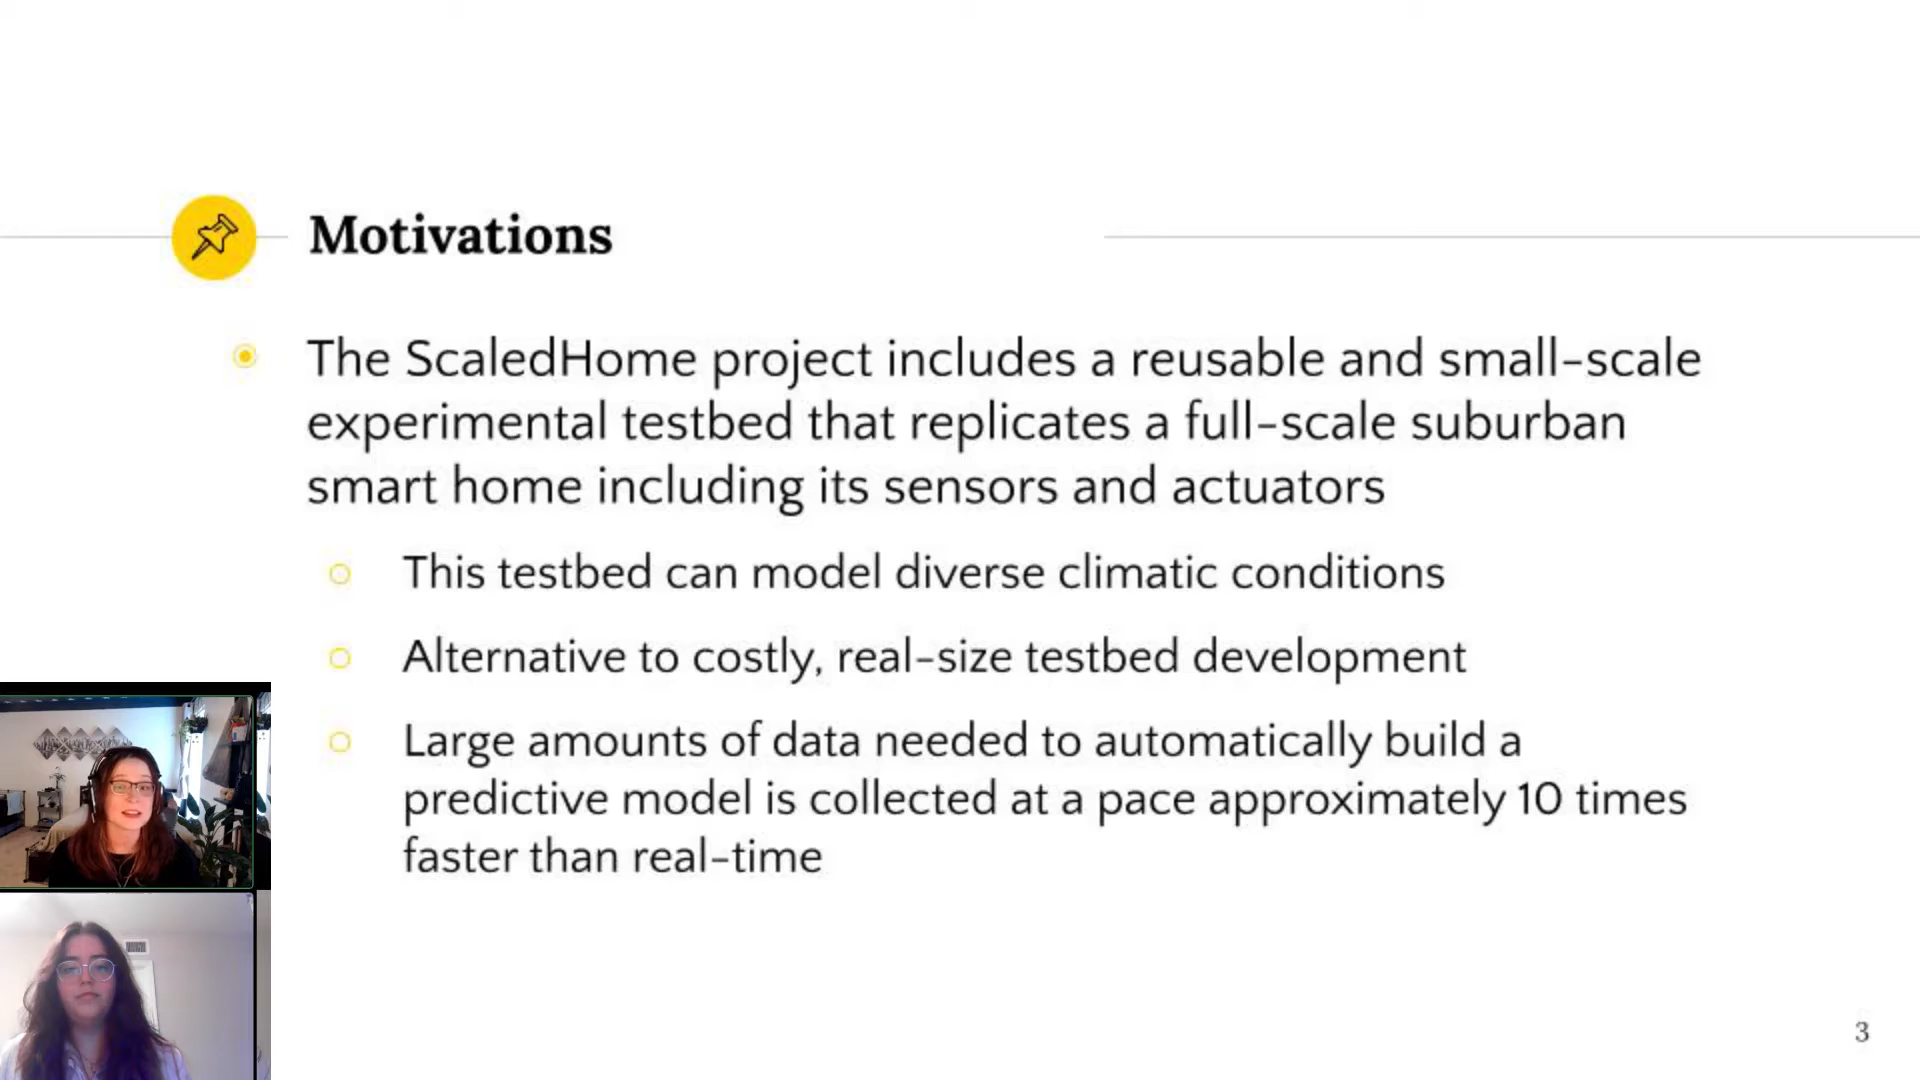 Motivations
The ScaledHome project includes a reusable and small-scale
experimental testbed that replicates a full-scale suburban
smart home including its sensors and actuators
This testbed can model diverse climatic conditions
Alternative to costly, real-size testbed development
Large amounts of data needed to automatically build a
predictive model is collected at a pace approximately 10 times
faster than real-time
3